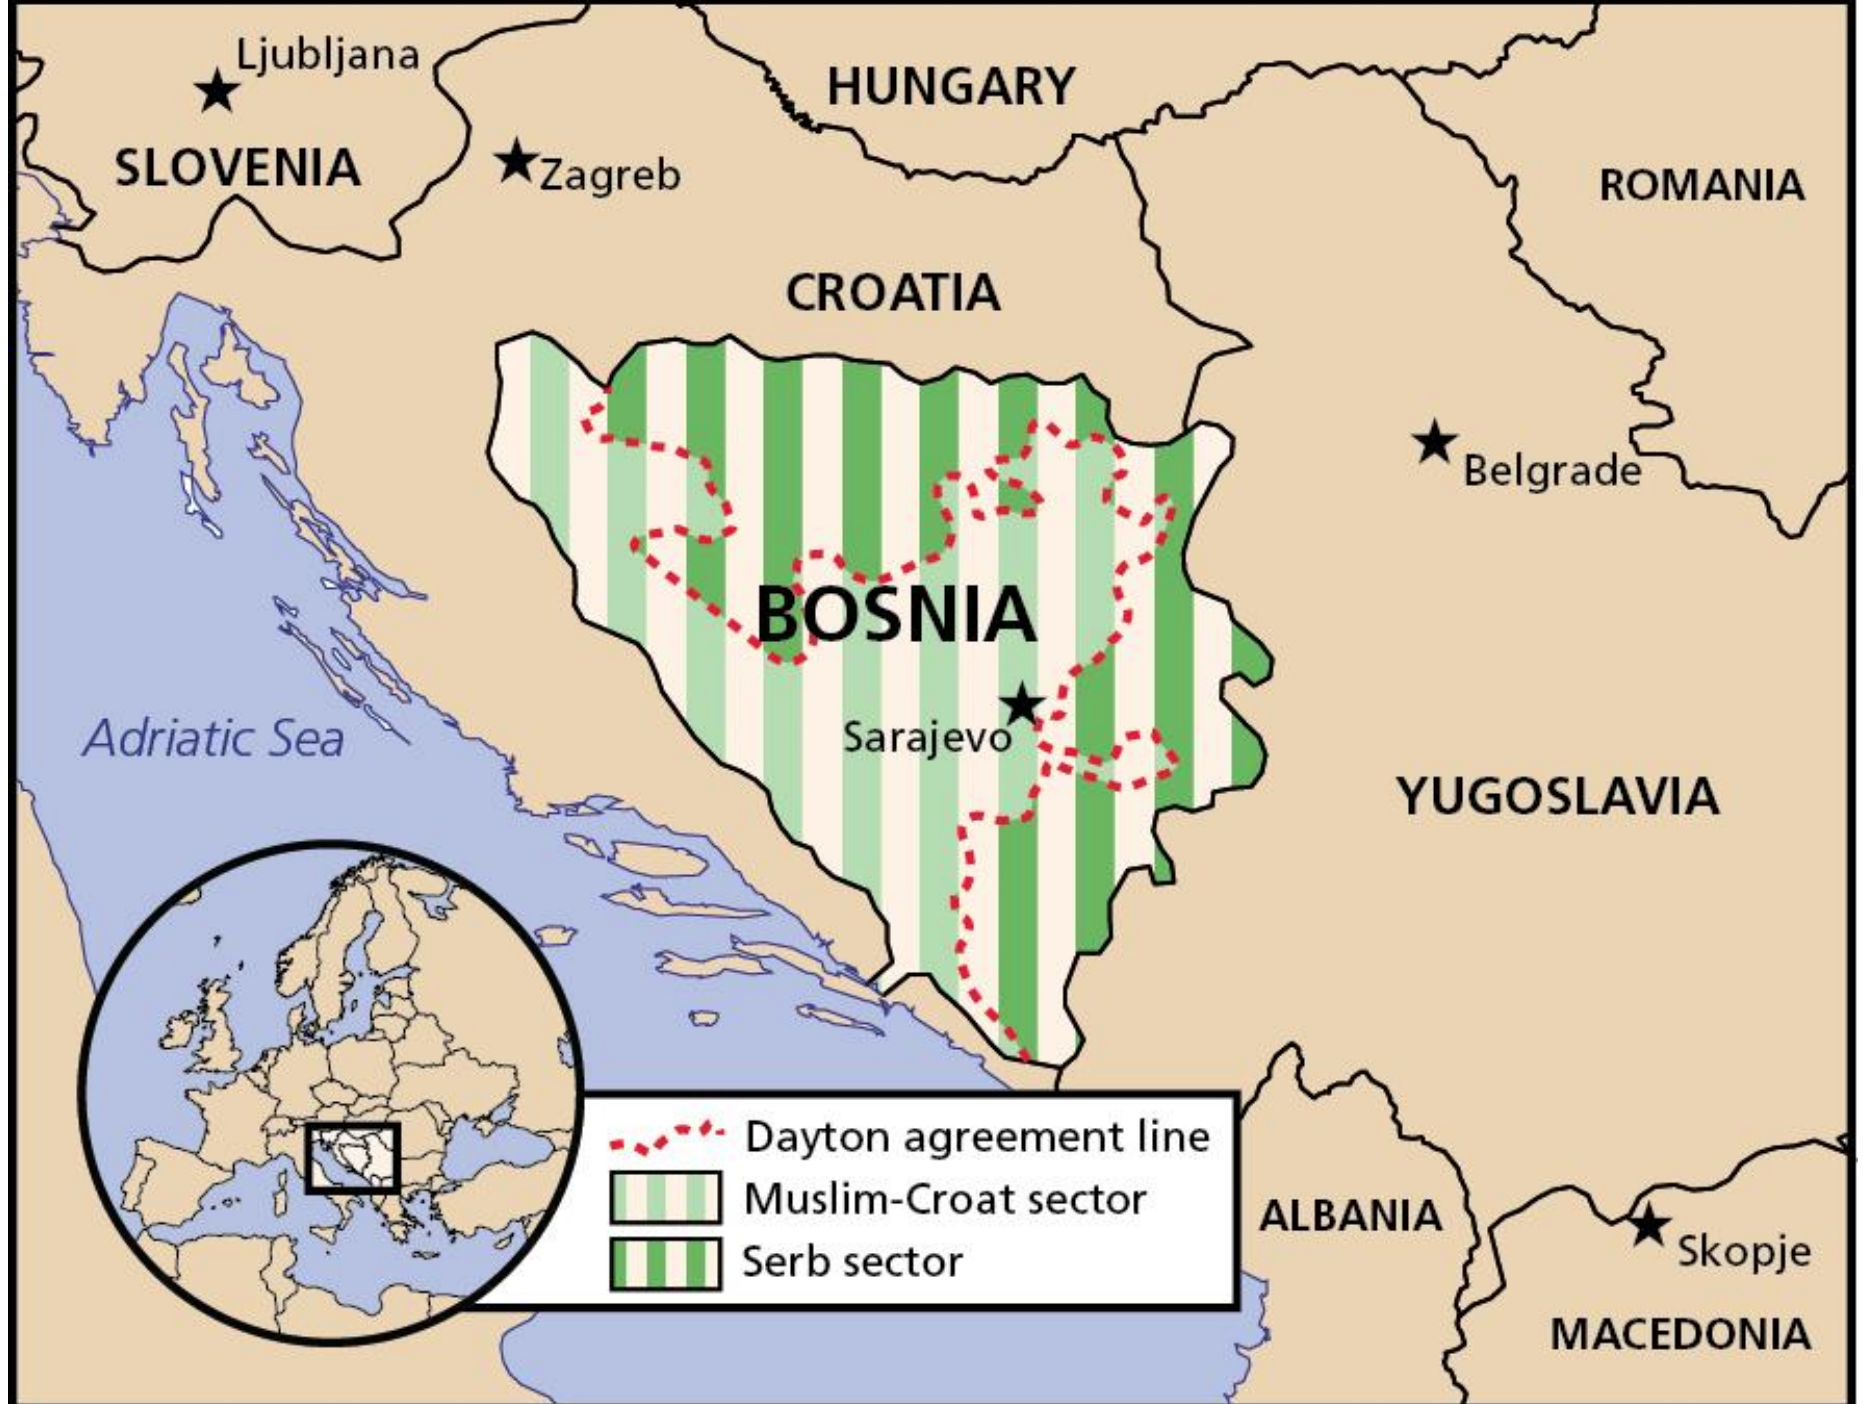 Ljubljana
HUNGARY
SLOVENIA
Zagreb
ROMANIA
CROATIA
Belgrade
BOSNIA
Sarajevo
Adriatic Sea
YUGOSLAVIA
Dayton agreement line
Muslim-Croat sector
Serb sector
ALBANIA
Skopje
MACEDONIA